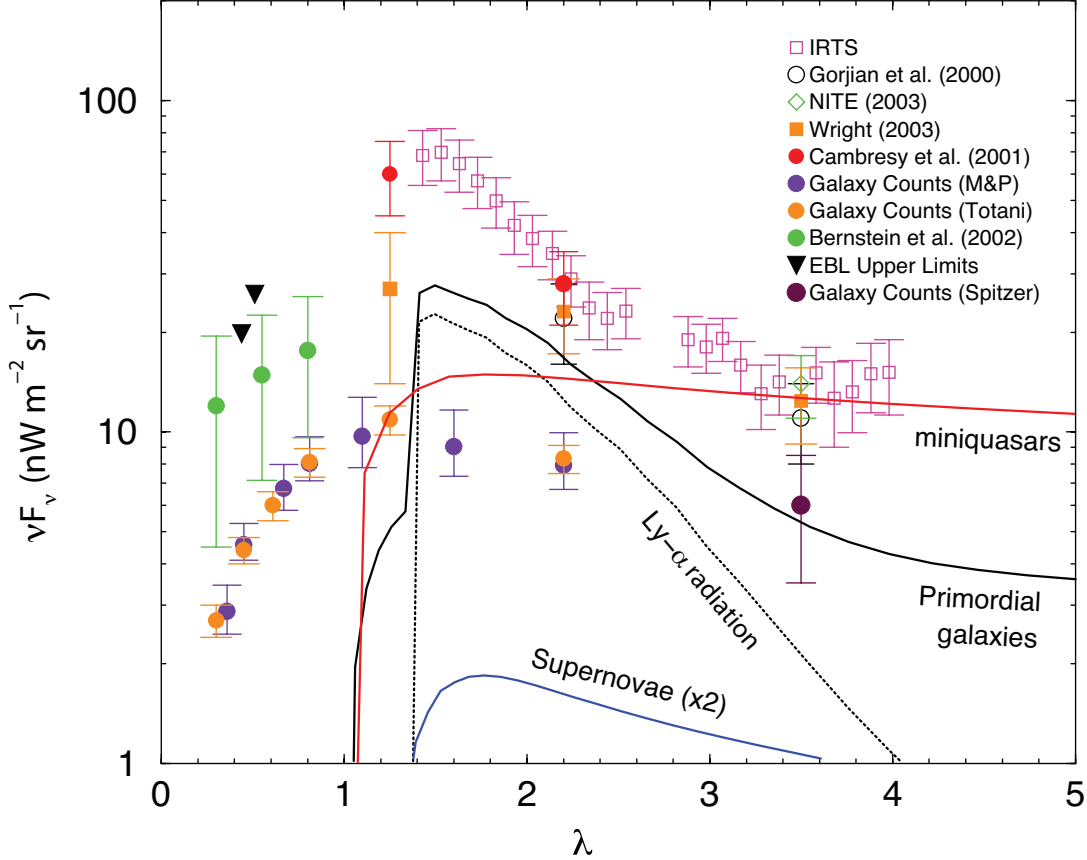 νFν (nW m−2 sr−1)
100
10
1
IRTS
Gorjian et al. (2000)
NITE (2003)
Wright (2003)
Cambresy et al. (2001)
Galaxy Counts (M&P)
Galaxy Counts (Totani)
Bernstein et al. (2002)
EBL Upper Limits
Galaxy Counts (Spitzer)
miniquasars
Ly−α radiation
Primordial
galaxies
Supernovae (x2)
0 1 2 3 4 5
λ